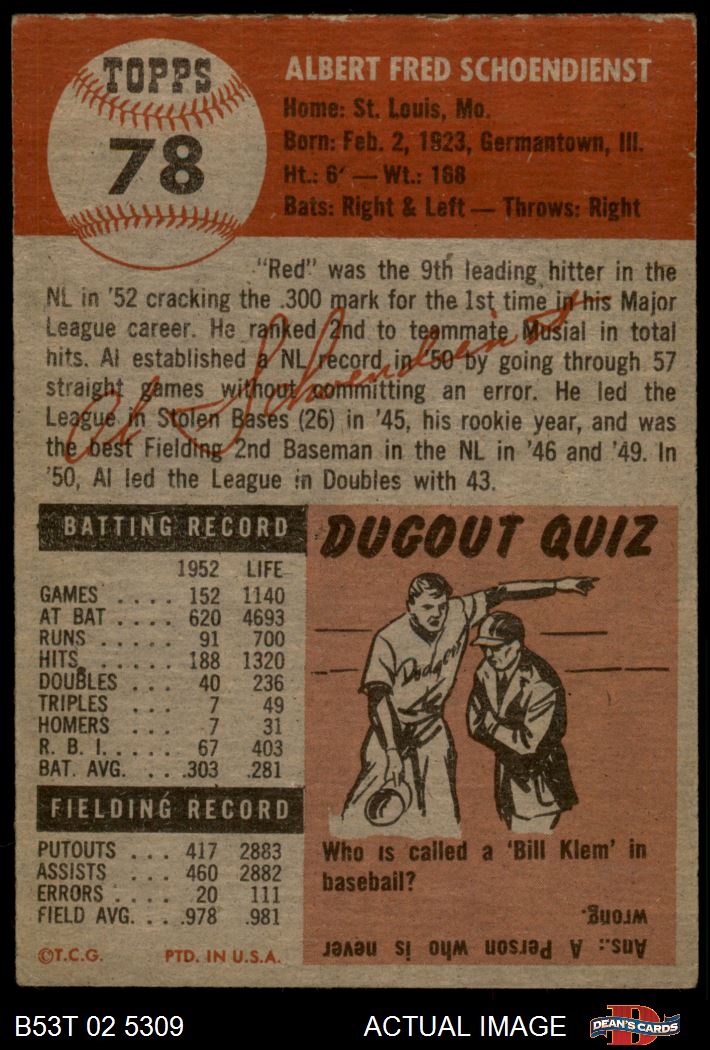 TOPPS
78
ALBERT FRED SCHOENDIENST
Home: St. Louis, Mo.
Born: Feb. 2, 1923, Germantown, Ill.
Ht.: 6' — Wt.: 168
Bats: Right & Left — Throws: Right
"Red" was the 9th leading hitter in the
NL in '52 cracking the .300 mark for the 1st time in his Major
League career. He ranked 2nd to teammate Musial in total
hits. Al established a NL record in '50 by going through 57
straight games without committing an error. He led the
League in Stolen Bases (26) in '45, his rookie year, and was
the best Fielding 2nd Baseman in the NL in '46 and '49. In
'50, Al led the League in Doubles with 43.
Al Schoendienst
BATTING RECORD
1952 LIFE
GAMES .... 152 1140
AT BAT .... 620 4693
RUNS ..... 91 700
HITS ...... 188 1320
DOUBLES ... 40 236
TRIPLES ... 7 49
HOMERS ... 7 31
R. B. I. ..... 67 403
BAT. AVG. ... .303 .281
FIELDING RECORD
PUTOUTS ... 417 2883
ASSISTS .... 460 2882
ERRORS .... 20 111
FIELD AVG. ... .978 .981
©T.C.G. PTD. IN U.S.A.
DUGOUT QUIZ
Dodgers
Who is called a 'Bill Klem' in
baseball?
Ans.: A Person who is never
wrong.
B53T 02 5309 ACTUAL IMAGE DEAN'S CARDS